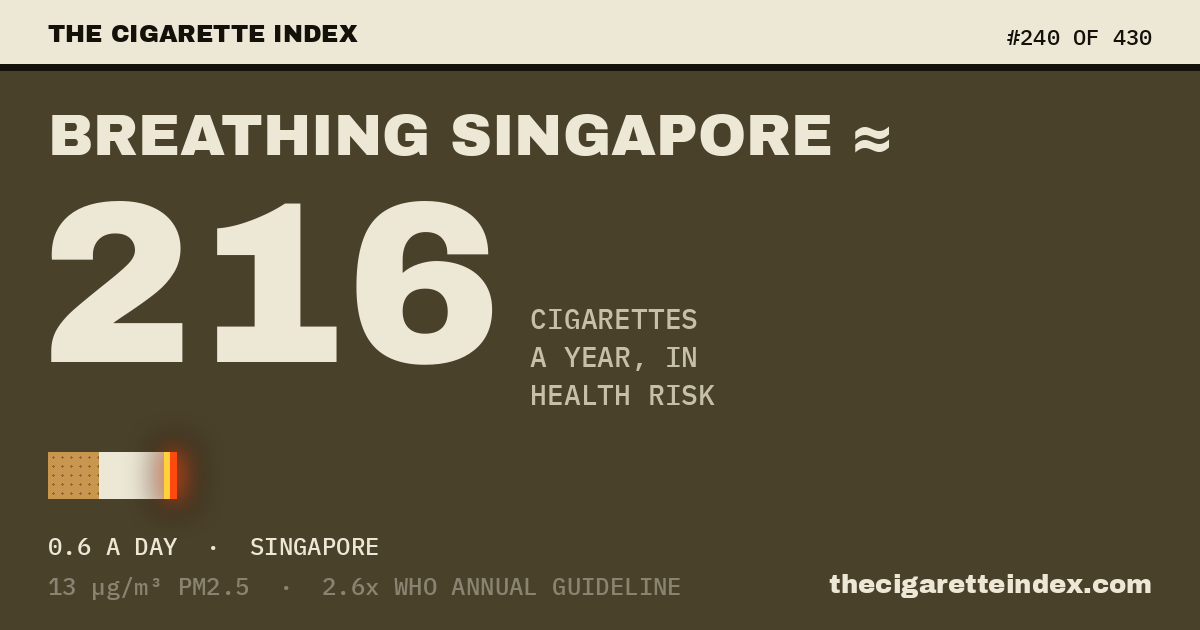 THE CIGARETTE INDEX
#240 OF 430
BREATHING SINGAPORE ≈
216
CIGARETTES
A YEAR, IN
HEALTH RISK
0.6 A DAY · SINGAPORE
13 µg/m³ PM2.5 · 2.6x WHO ANNUAL GUIDELINE
thecigaretteindex.com